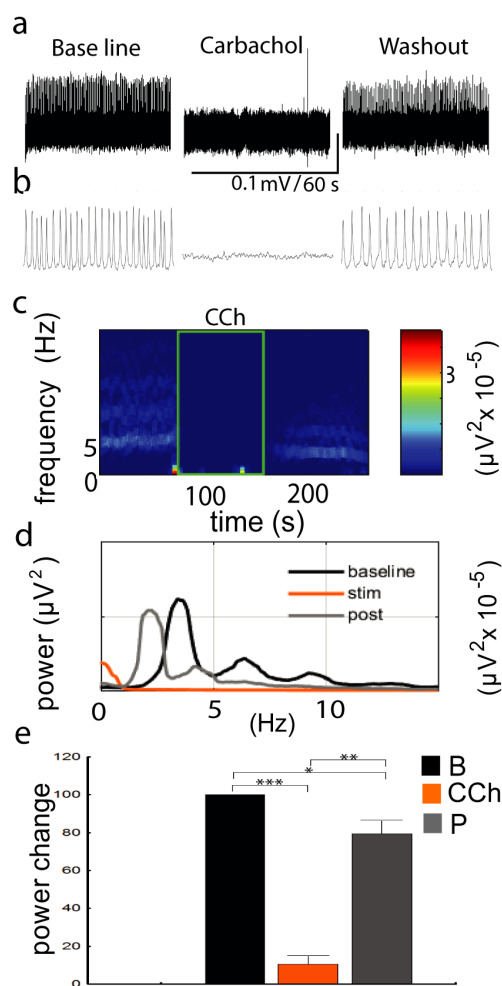 a
Base line Carbachol Washout
0.1 mV/60 s
b
c
CCh
frequency (Hz)
5
0
100 200
time (s)
3
(µV²x 10⁻⁵)
d
power (µV²)
baseline
stim
post
0 5 10
(Hz)
(µV²x 10⁻⁵)
e
power change
120
100
80
60
40
20
0
*
**
***
B
CCh
P